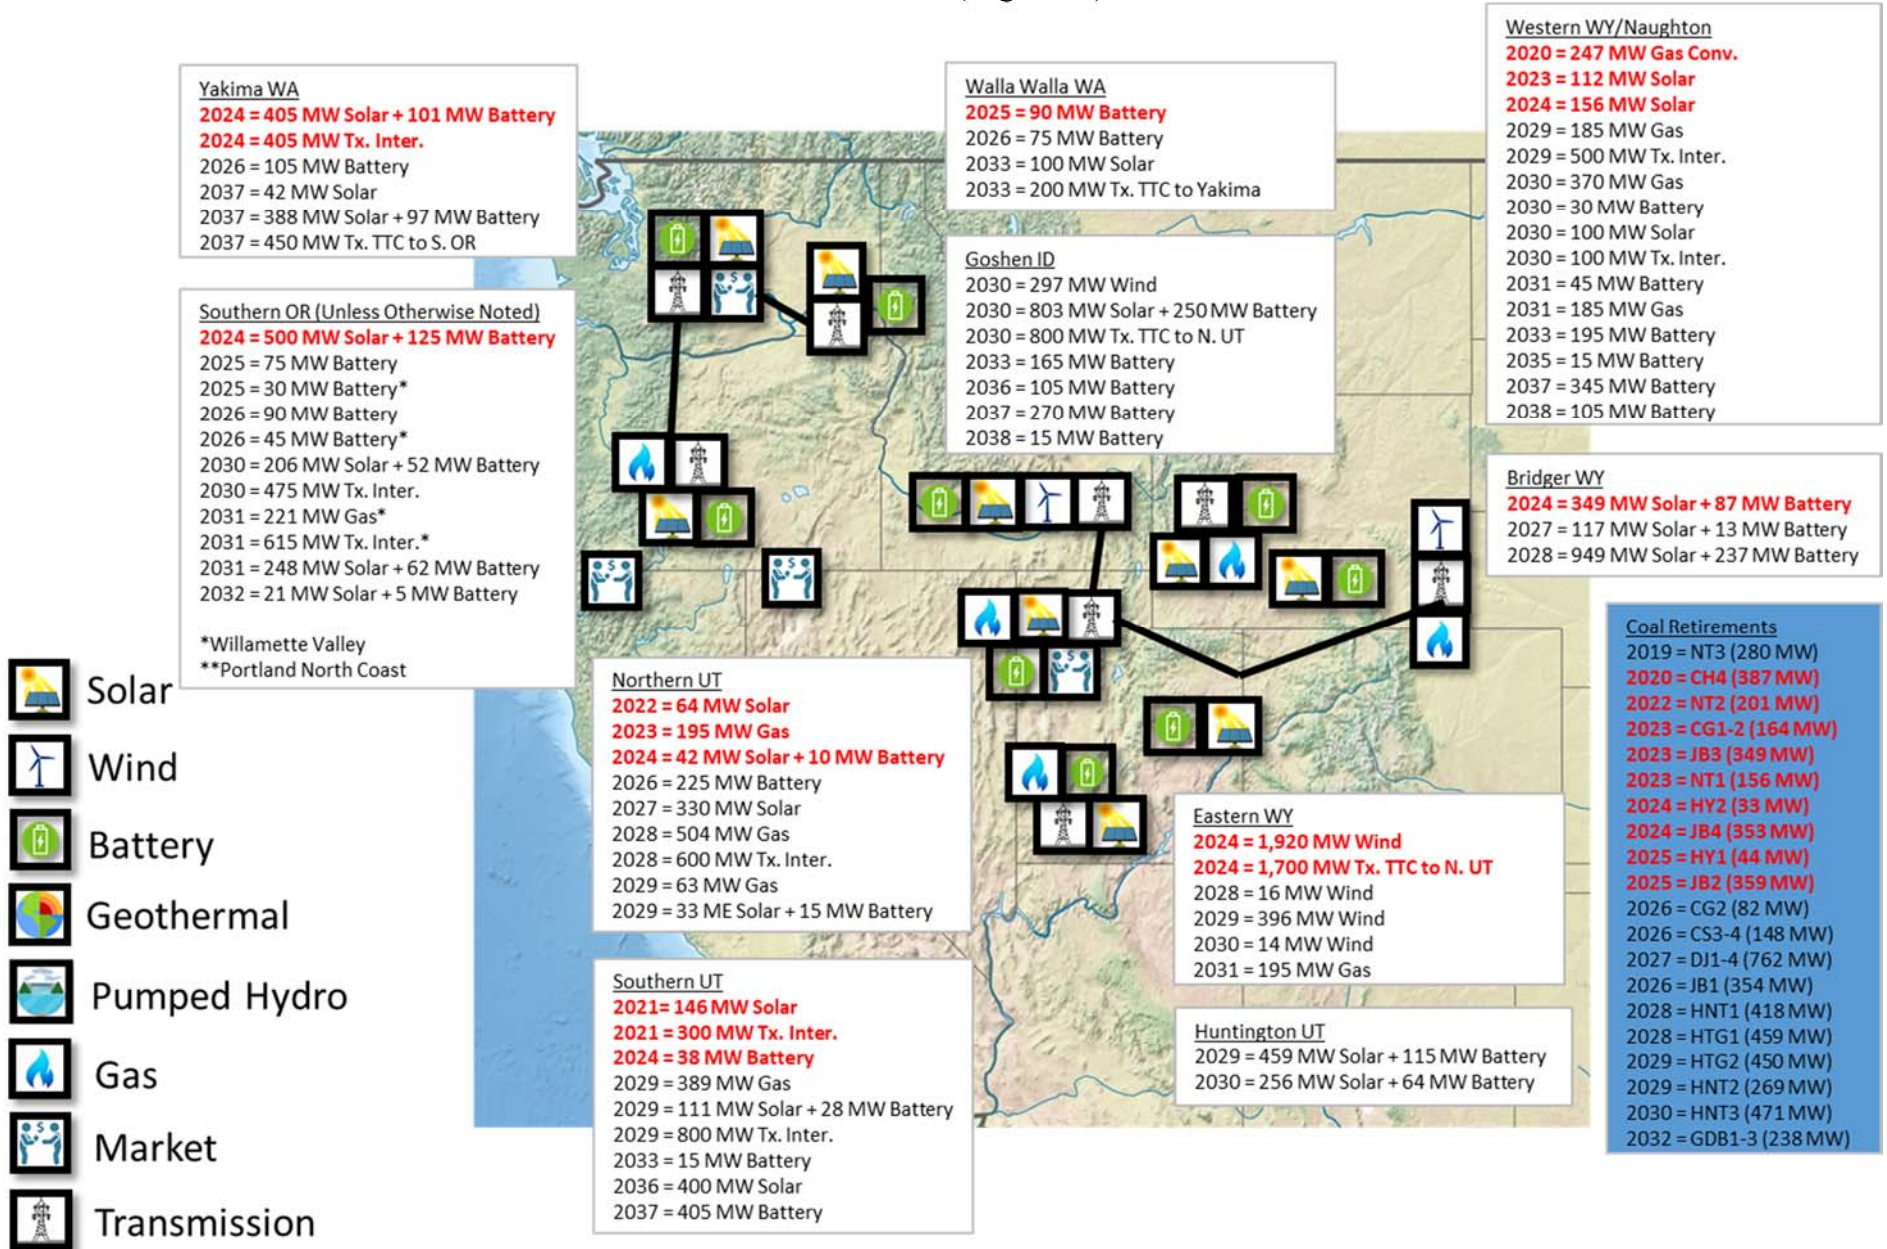 Yakima WA
2024 = 405 MW Solar + 101 MW Battery
2024 = 405 MW Tx. Inter.
2026 = 105 MW Battery
2037 = 42 MW Solar
2037 = 388 MW Solar + 97 MW Battery
2037 = 450 MW Tx. TTC to S. OR
Southern OR (Unless Otherwise Noted)
2024 = 500 MW Solar + 125 MW Battery
2025 = 75 MW Battery
2025 = 30 MW Battery*
2026 = 90 MW Battery
2026 = 45 MW Battery*
2030 = 206 MW Solar + 52 MW Battery
2030 = 475 MW Tx. Inter.
2031 = 221 MW Gas*
2031 = 615 MW Tx. Inter.*
2031 = 248 MW Solar + 62 MW Battery
2032 = 21 MW Solar + 5 MW Battery
*Willamette Valley
**Portland North Coast
Walla Walla WA
2025 = 90 MW Battery
2026 = 75 MW Battery
2033 = 100 MW Solar
2033 = 200 MW Tx. TTC to Yakima
Goshen ID
2030 = 297 MW Wind
2030 = 803 MW Solar + 250 MW Battery
2030 = 800 MW Tx. TTC to N. UT
2033 = 165 MW Battery
2036 = 105 MW Battery
2037 = 270 MW Battery
2038 = 15 MW Battery
Western WY/Naughton
2020 = 247 MW Gas Conv.
2023 = 112 MW Solar
2024 = 156 MW Solar
2029 = 185 MW Gas
2029 = 500 MW Tx. Inter.
2030 = 370 MW Gas
2030 = 30 MW Battery
2030 = 100 MW Solar
2030 = 100 MW Tx. Inter.
2031 = 45 MW Battery
2031 = 185 MW Gas
2033 = 195 MW Battery
2035 = 15 MW Battery
2037 = 345 MW Battery
2038 = 105 MW Battery
Bridger WY
2024 = 349 MW Solar + 87 MW Battery
2027 = 117 MW Solar + 13 MW Battery
2028 = 949 MW Solar + 237 MW Battery
Coal Retirements
2019 = NT3 (280 MW)
2020 = CH4 (387 MW)
2022 = NT2 (201 MW)
2023 = CG1-2 (164 MW)
2023 = JB3 (349 MW)
2023 = NT1 (156 MW)
2024 = HY2 (33 MW)
2024 = JB4 (353 MW)
2025 = HY1 (44 MW)
2025 = JB2 (359 MW)
2026 = CG2 (82 MW)
2026 = CS3-4 (148 MW)
2027 = DJ1-4 (762 MW)
2026 = JB1 (354 MW)
2028 = HNT1 (418 MW)
2028 = HTG1 (459 MW)
2029 = HTG2 (450 MW)
2029 = HNT2 (269 MW)
2030 = HNT3 (471 MW)
2032 = GDB1-3 (238 MW)
Northern UT
2022 = 64 MW Solar
2023 = 195 MW Gas
2024 = 42 MW Solar + 10 MW Battery
2026 = 225 MW Battery
2027 = 330 MW Solar
2028 = 504 MW Gas
2028 = 600 MW Tx. Inter.
2029 = 63 MW Gas
2029 = 33 ME Solar + 15 MW Battery
Southern UT
2021= 146 MW Solar
2021 = 300 MW Tx. Inter.
2024 = 38 MW Battery
2029 = 389 MW Gas
2029 = 111 MW Solar + 28 MW Battery
2029 = 800 MW Tx. Inter.
2033 = 15 MW Battery
2036 = 400 MW Solar
2037 = 405 MW Battery
Eastern WY
2024 = 1,920 MW Wind
2024 = 1,700 MW Tx. TTC to N. UT
2028 = 16 MW Wind
2029 = 396 MW Wind
2030 = 14 MW Wind
2031 = 195 MW Gas
Huntington UT
2029 = 459 MW Solar + 115 MW Battery
2030 = 256 MW Solar + 64 MW Battery
Solar
Wind
Battery
Geothermal
Pumped Hydro
Gas
Market
Transmission